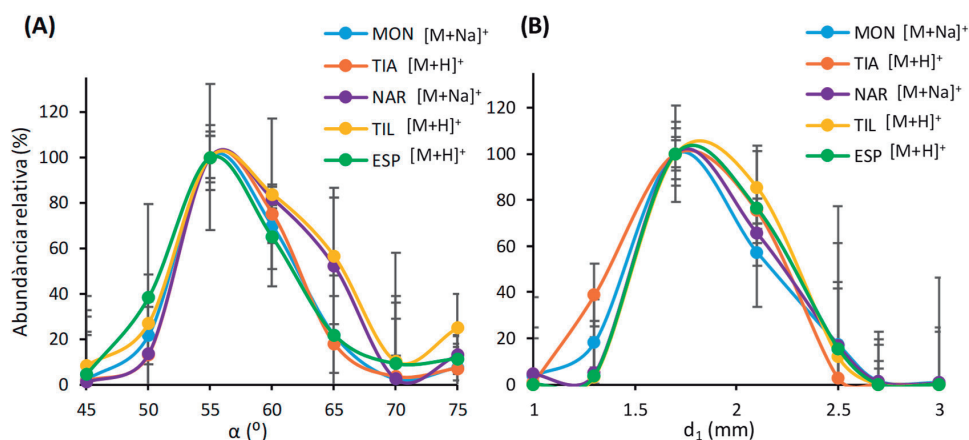 (A)
MON [M+Na]⁺
TIA [M+H]⁺
NAR [M+Na]⁺
TIL [M+H]⁺
ESP [M+H]⁺
Abundância relativa (%)
120
100
80
60
40
20
0
45 50 55 60 65 70 75
α (º)
(B)
MON [M+Na]⁺
TIA [M+H]⁺
NAR [M+Na]⁺
TIL [M+H]⁺
ESP [M+H]⁺
120
100
80
60
40
20
0
1 1.5 2 2.5 3
d₁ (mm)